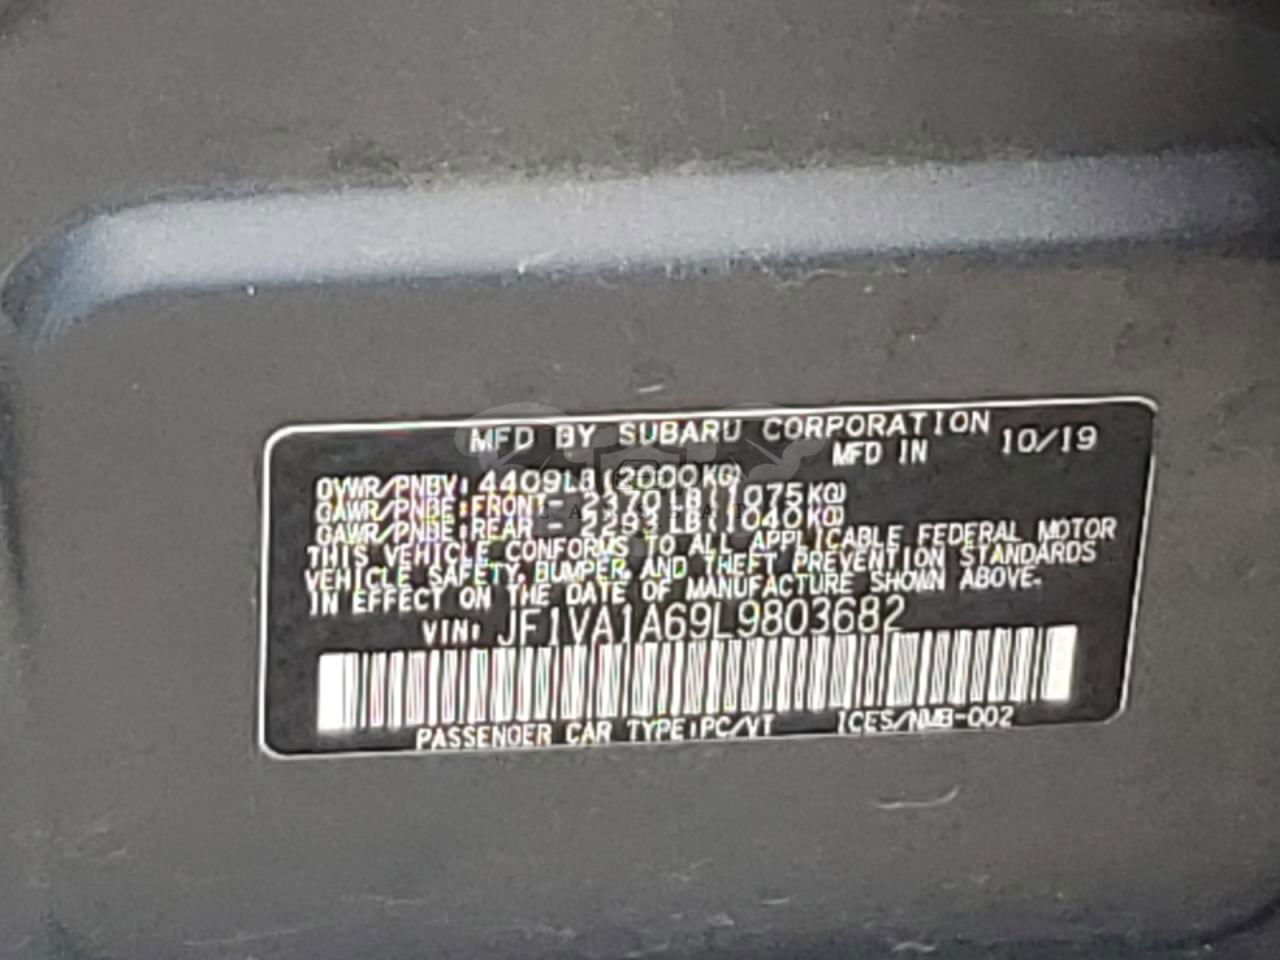 MFD BY SUBARU CORPORATION 10/19
MFD IN
GVWR/PNBV: 4409LB (2000KG)
GAWR/PNBE: FRONT- 2370LB (1075KG)
GAWR/PNBE: REAR - 2293LB (1040KG)
THIS VEHICLE CONFORMS TO ALL APPLICABLE FEDERAL MOTOR
VEHICLE SAFETY, BUMPER, AND THEFT PREVENTION STANDARDS
IN EFFECT ON THE DATE OF MANUFACTURE SHOWN ABOVE.
VIN: JF1VA1A69L9803682
PASSENGER CAR TYPE:PC/VT ICES/NMB-002